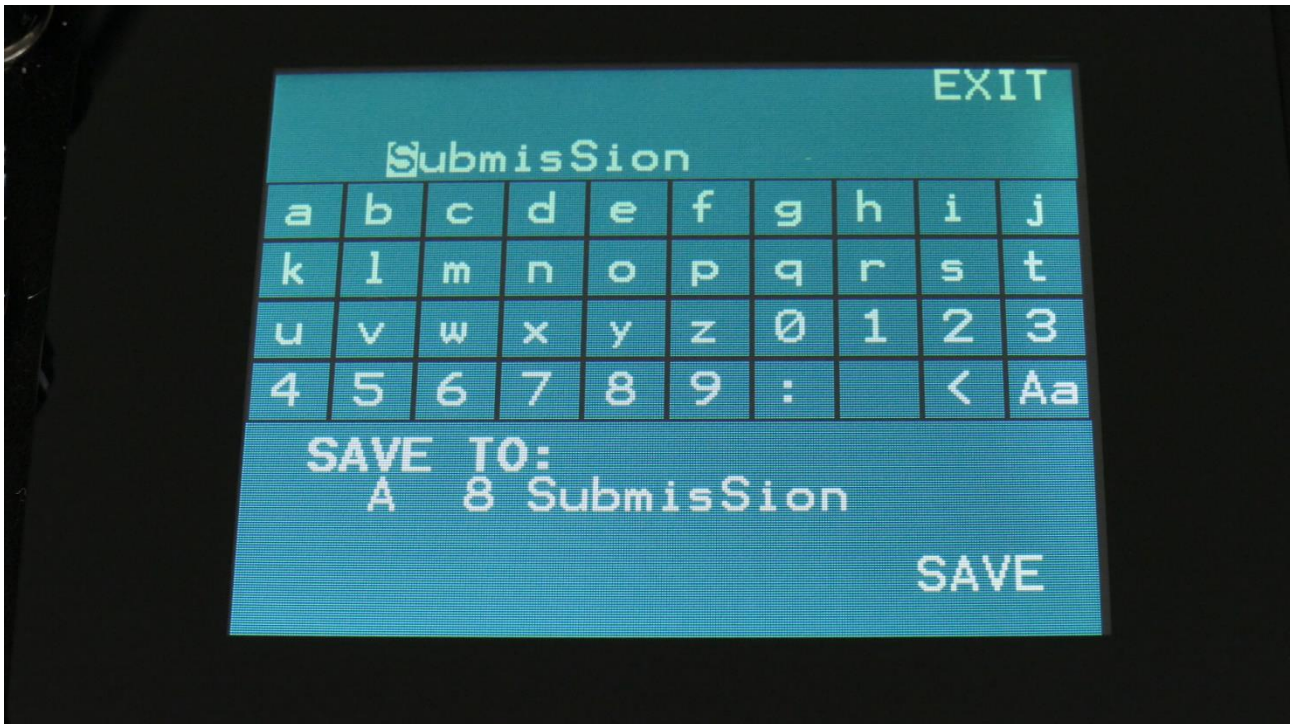 EXIT
SubmisSion
a b c d e f g h i j
k l m n o p q r s t
u v w x y z 0 1 2 3
4 5 6 7 8 9 : < Aa
SAVE TO:
A 8 SubmisSion
SAVE